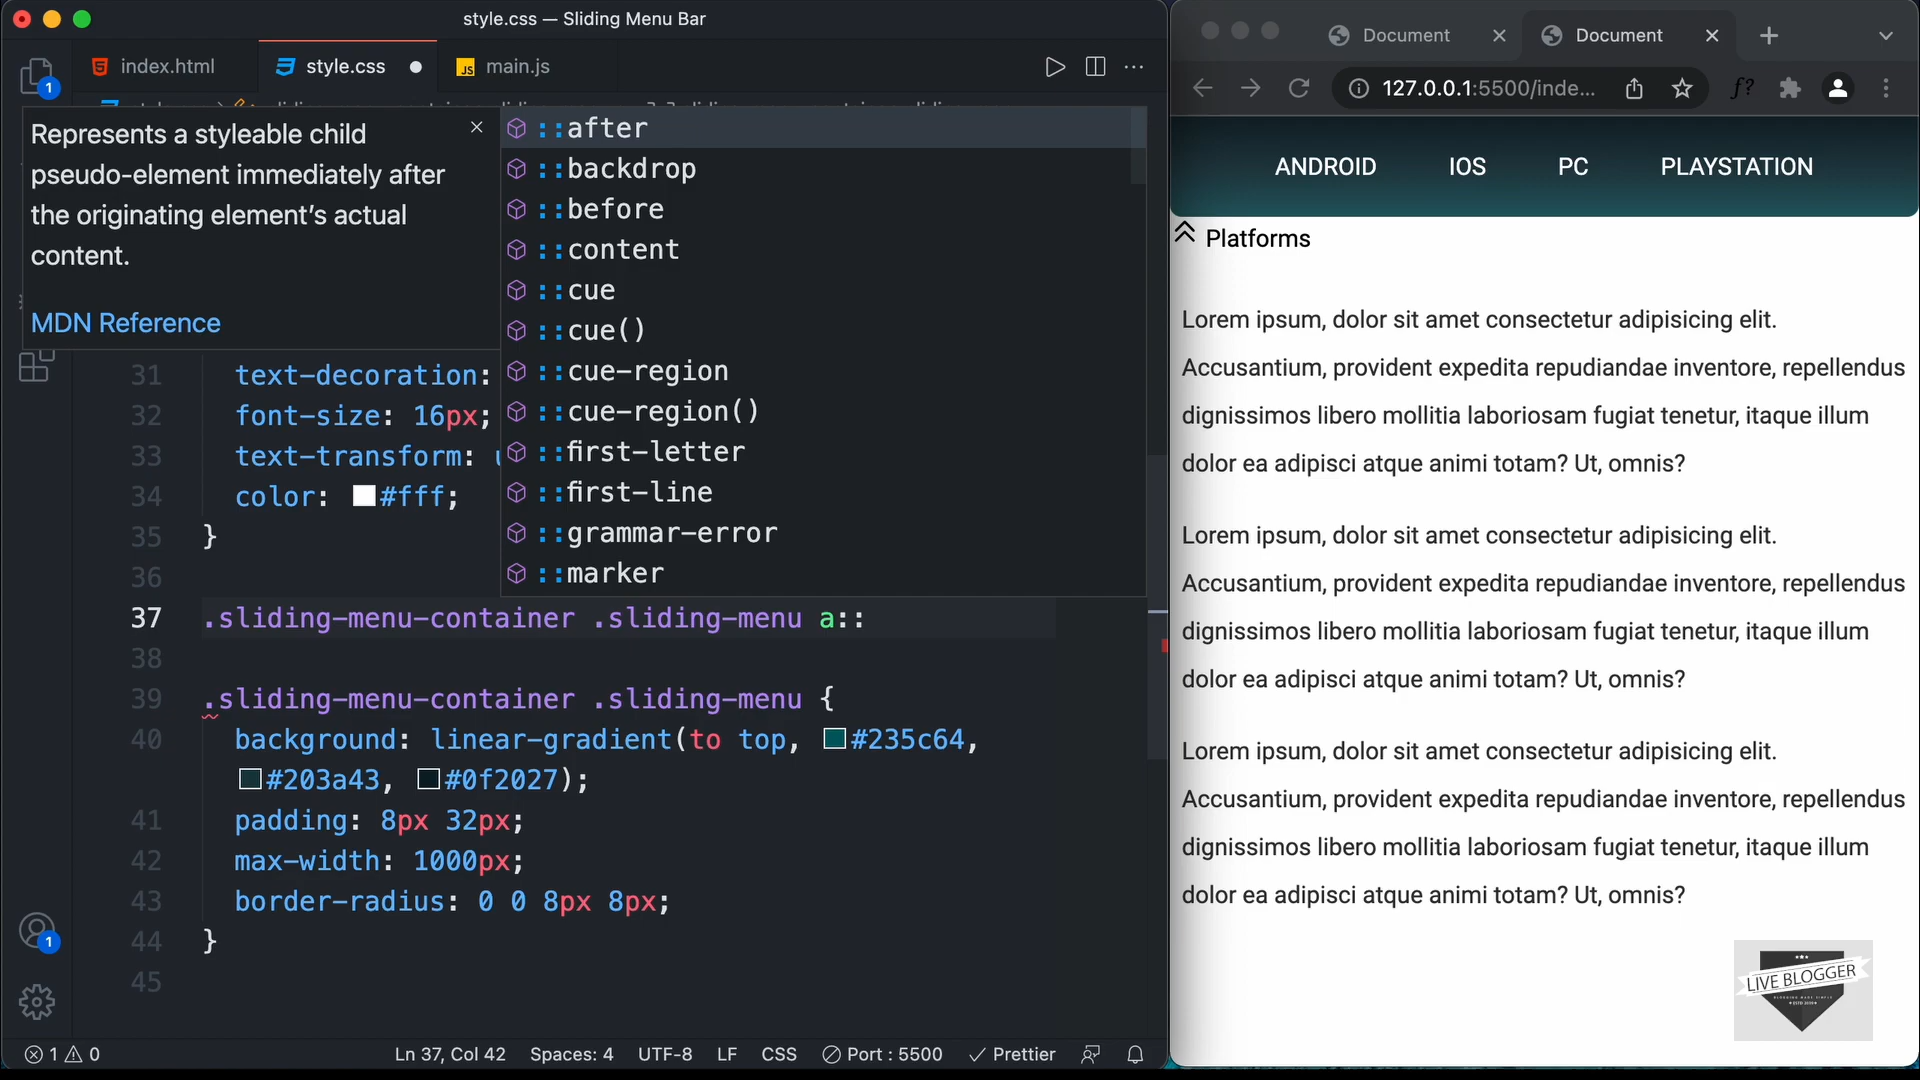 style.css — Sliding Menu Bar
index.html
style.css
JS main.js
1
Represents a styleable child
pseudo-element immediately after
the originating element's actual
content.
MDN Reference
::after
::backdrop
::before
::content
::cue
::cue()
::cue-region
::cue-region()
::first-letter
::first-line
::grammar-error
::marker
31 text-decoration:
32 font-size: 16px;
33 text-transform:
34 color: #fff;
35 }
36
37 .sliding-menu-container .sliding-menu a::
38
39 .sliding-menu-container .sliding-menu {
40 background: linear-gradient(to top, #235c64,
#203a43, #0f2027);
41 padding: 8px 32px;
42 max-width: 1000px;
43 border-radius: 0 0 8px 8px;
44 }
45
1
1 0
Ln 37, Col 42 Spaces: 4 UTF-8 LF CSS Port : 5500 Prettier
Document
Document
127.0.0.1:5500/inde...
f?
ANDROID IOS PC PLAYSTATION
Platforms
Lorem ipsum, dolor sit amet consectetur adipisicing elit.
Accusantium, provident expedita repudiandae inventore, repellendus
dignissimos libero mollitia laboriosam fugiat tenetur, itaque illum
dolor ea adipisci atque animi totam? Ut, omnis?
Lorem ipsum, dolor sit amet consectetur adipisicing elit.
Accusantium, provident expedita repudiandae inventore, repellendus
dignissimos libero mollitia laboriosam fugiat tenetur, itaque illum
dolor ea adipisci atque animi totam? Ut, omnis?
Lorem ipsum, dolor sit amet consectetur adipisicing elit.
Accusantium, provident expedita repudiandae inventore, repellendus
dignissimos libero mollitia laboriosam fugiat tenetur, itaque illum
dolor ea adipisci atque animi totam? Ut, omnis?
LIVE BLOGGER